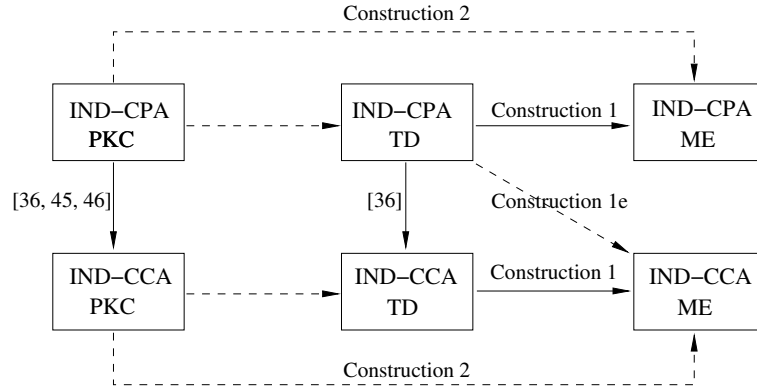 Construction 2
IND−CPA
PKC
IND−CPA
TD
Construction 1
IND−CPA
ME
[36, 45, 46]
[36]
Construction 1e
IND−CCA
PKC
IND−CCA
TD
Construction 1
IND−CCA
ME
Construction 2